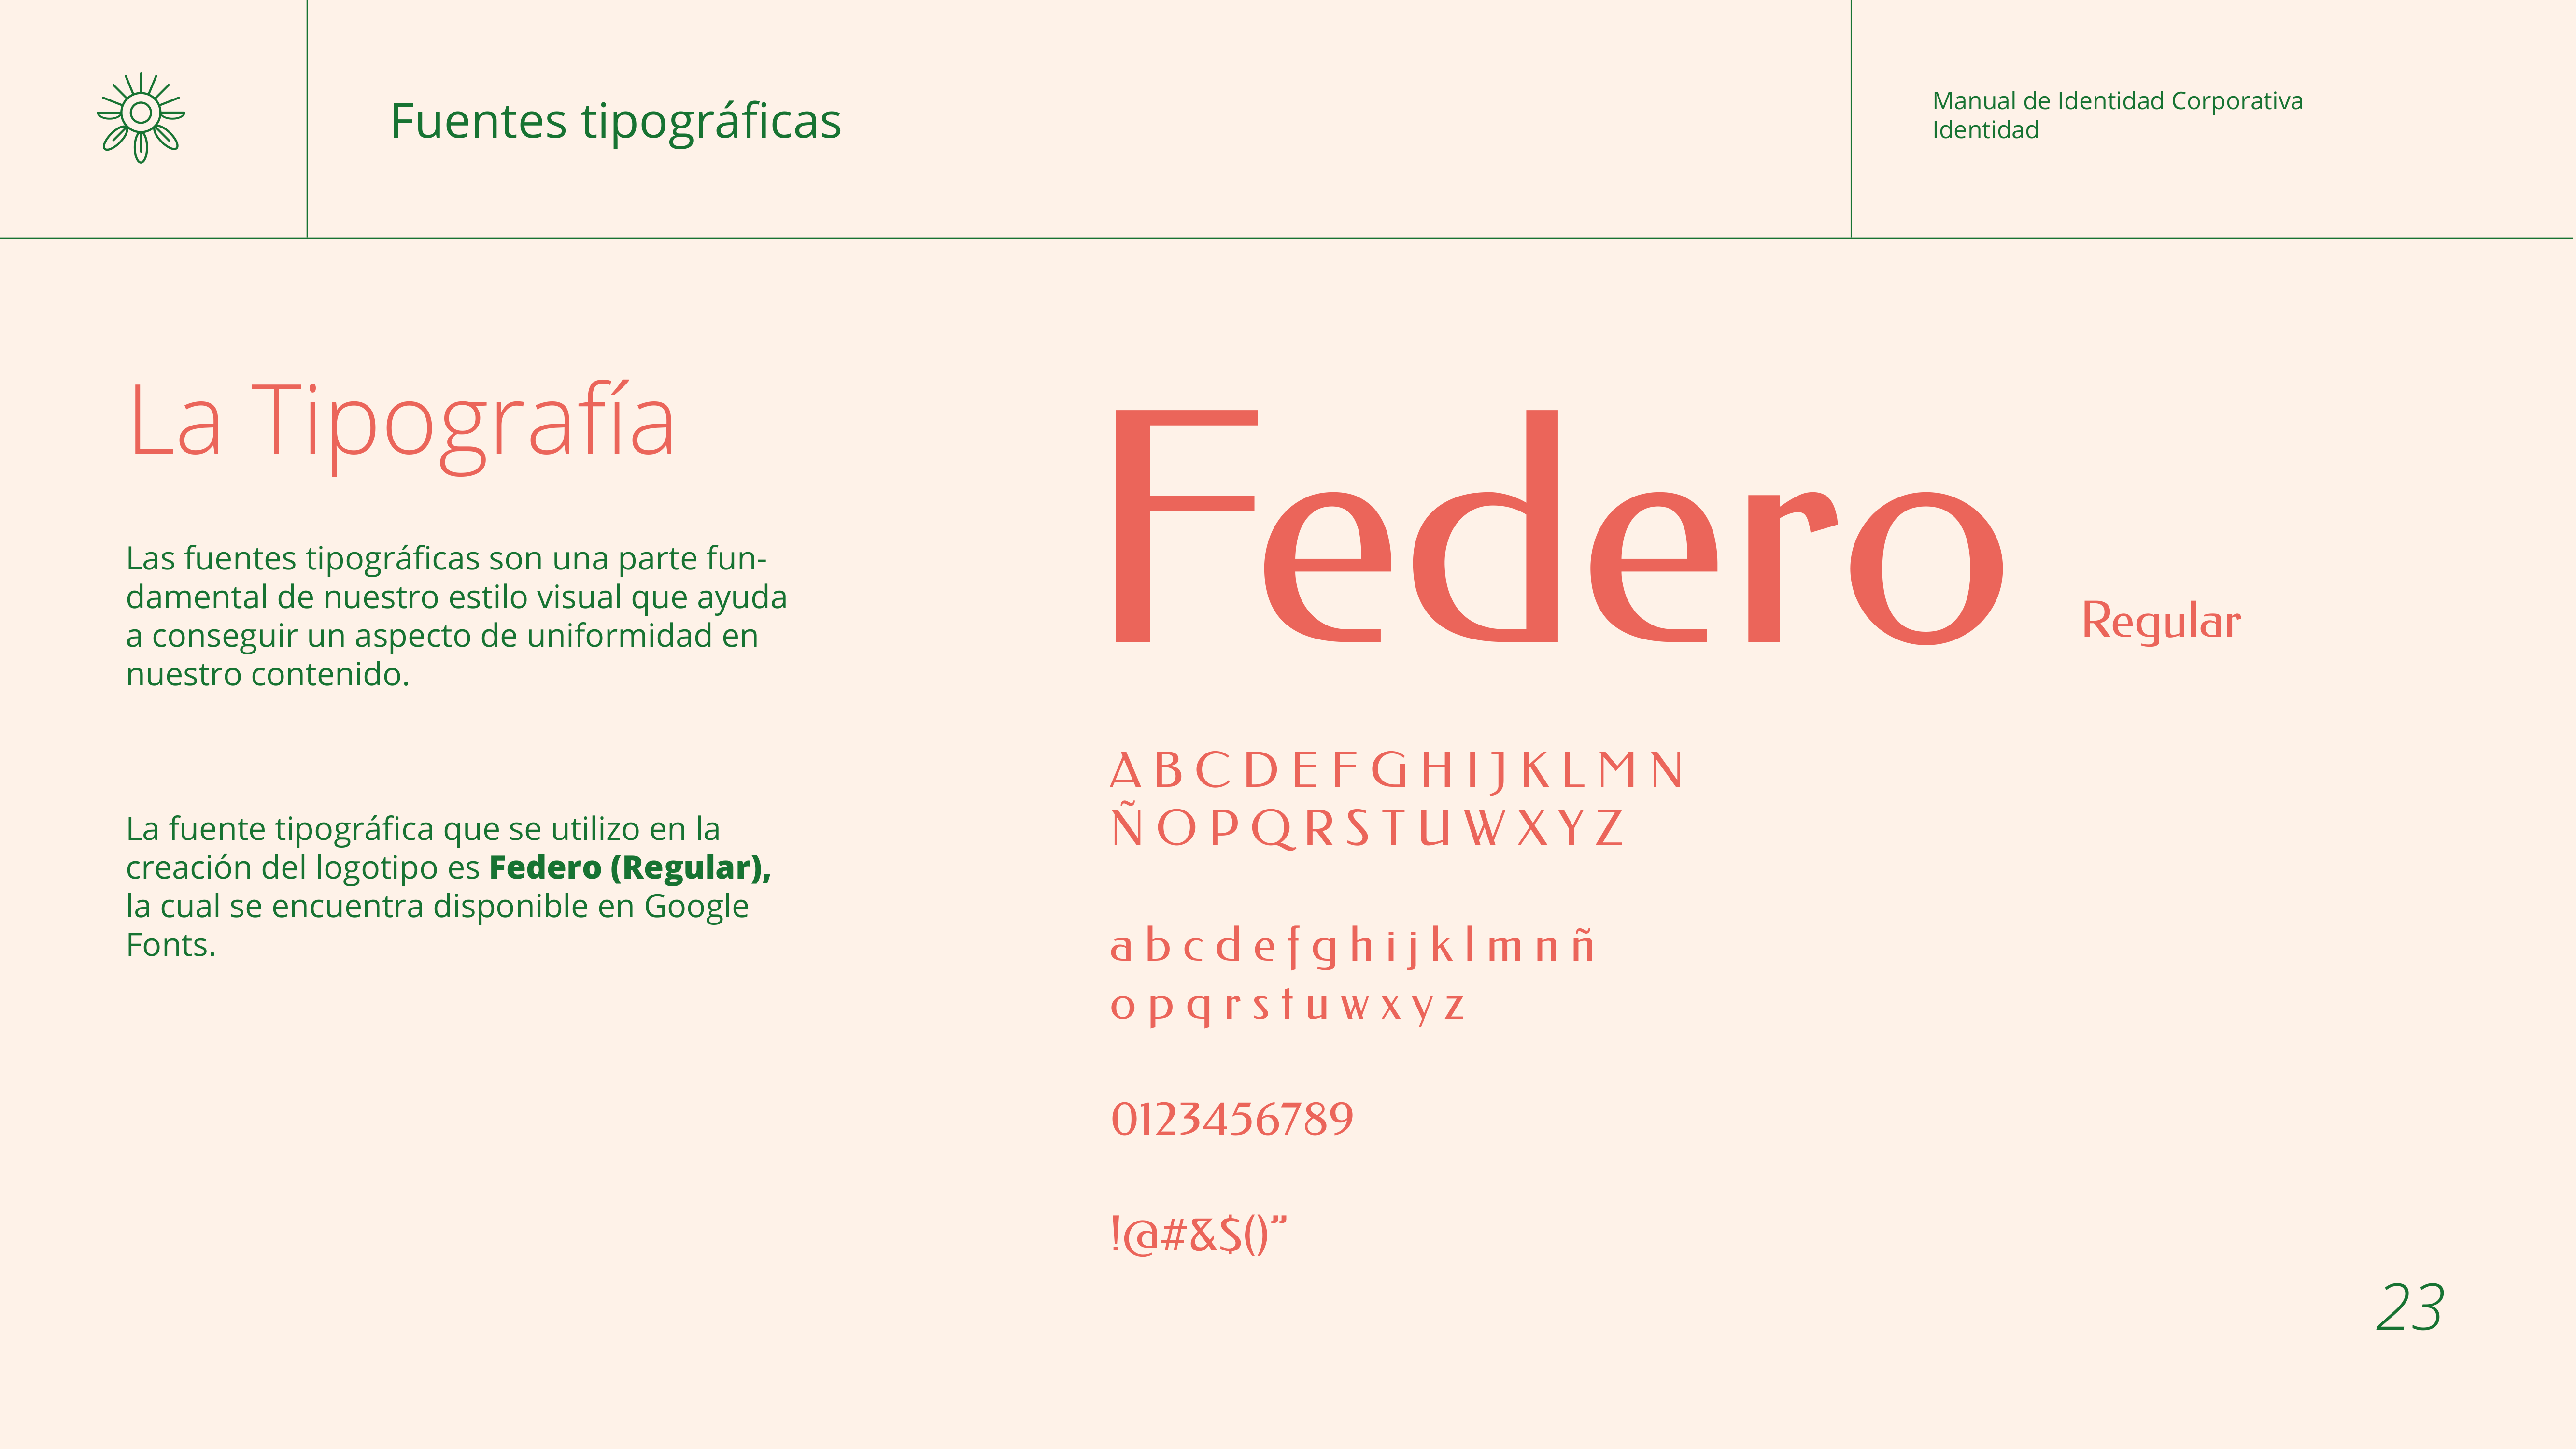 Fuentes tipográficas
Manual de Identidad Corporativa
Identidad
La Tipografía
Las fuentes tipográficas son una parte fun-
damental de nuestro estilo visual que ayuda
a conseguir un aspecto de uniformidad en
nuestro contenido.
La fuente tipográfica que se utilizo en la
creación del logotipo es Federo (Regular),
la cual se encuentra disponible en Google
Fonts.
Federo Regular
A B C D E F G H I J K L M N
Ñ O P Q R S T U W X Y Z
a b c d e f g h i j k l m n ñ
o p q r s t u w x y z
0123456789
!@#&$()”
23